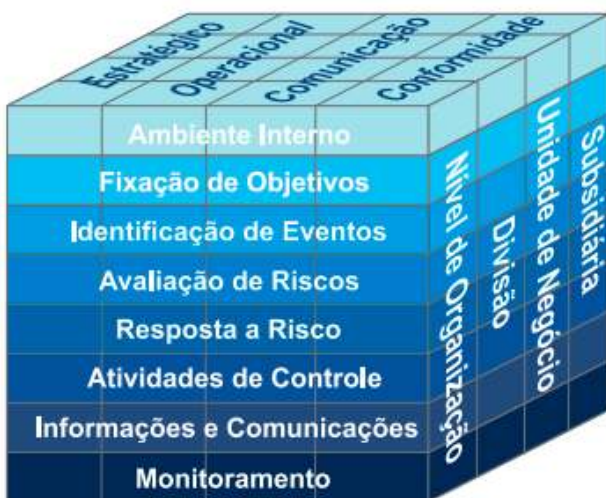 Estratégico
Operacional
Comunicação
Conformidade
Ambiente Interno
Fixação de Objetivos
Identificação de Eventos
Avaliação de Riscos
Resposta a Risco
Atividades de Controle
Informações e Comunicações
Monitoramento
Nível de Organização
Divisão
Unidade de Negócio
Subsidiaria